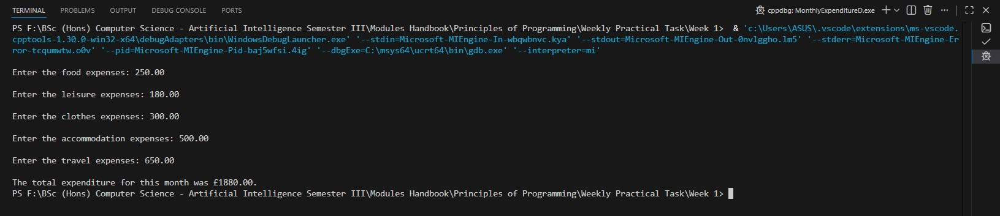 TERMINAL PROBLEMS OUTPUT DEBUG CONSOLE PORTS cppdbg: MonthlyExpenditureD.exe
PS F:\BSc (Hons) Computer Science - Artificial Intelligence Semester III\Modules Handbook\Principles of Programming\Weekly Practical Task\Week 1>  & 'c:\Users\ASUS\.vscode\extensions\ms-vscode.
cpptools-1.30.0-win32-x64\debugAdapters\bin\WindowsDebugLauncher.exe' '--stdin=Microsoft-MIEngine-In-wbqwbnvc.kya' '--stdout=Microsoft-MIEngine-Out-0nvlggho.lm5' '--stderr=Microsoft-MIEngine-Er
ror-tcqumwtw.o0v' '--pid=Microsoft-MIEngine-Pid-baj5wfsi.4ig' '--dbgExe=C:\msys64\ucrt64\bin\gdb.exe' '--interpreter=mi'
Enter the food expenses: 250.00
Enter the leisure expenses: 180.00
Enter the clothes expenses: 300.00
Enter the accommodation expenses: 500.00
Enter the travel expenses: 650.00
The total expenditure for this month was £1880.00.
PS F:\BSc (Hons) Computer Science - Artificial Intelligence Semester III\Modules Handbook\Principles of Programming\Weekly Practical Task\Week 1>